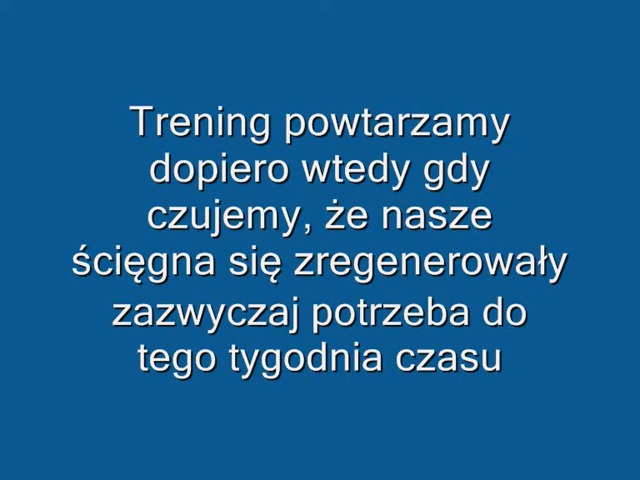 Trening powtarzamy
dopiero wtedy gdy
czujemy, że nasze
ścięgna się zregenerowały
zazwyczaj potrzeba do
tego tygodnia czasu